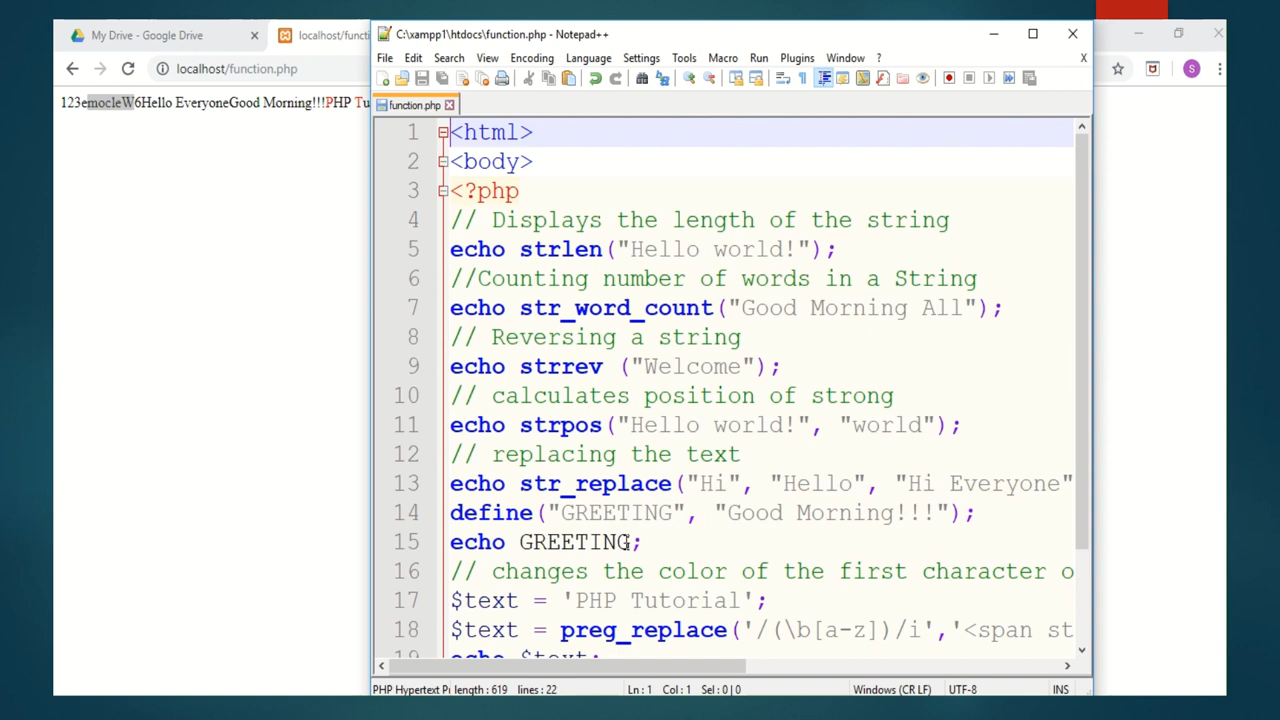 My Drive - Google Drive
localhost/functi
localhost/function.php
S
123emocleW6Hello EveryoneGood Morning!!!PHP Tu
C:\xampp1\htdocs\function.php - Notepad++
File Edit Search View Encoding Language Settings Tools Macro Run Plugins Window ? X
function.php
1 <html>
2 <body>
3 <?php
4 // Displays the length of the string
5 echo strlen("Hello world!");
6 //Counting number of words in a String
7 echo str_word_count("Good Morning All");
8 // Reversing a string
9 echo strrev ("Welcome");
10 // calculates position of strong
11 echo strpos("Hello world!", "world");
12 // replacing the text
13 echo str_replace("Hi", "Hello", "Hi Everyone"
14 define("GREETING", "Good Morning!!!");
15 echo GREETING;
16 // changes the color of the first character o
17 $text = 'PHP Tutorial';
18 $text = preg_replace('/(\b[a-z])/i','<span st
echo $text;
PHP Hypertext P length : 619 lines : 22 Ln : 1 Col : 1 Sel : 0 | 0 Windows (CR LF) UTF-8 INS